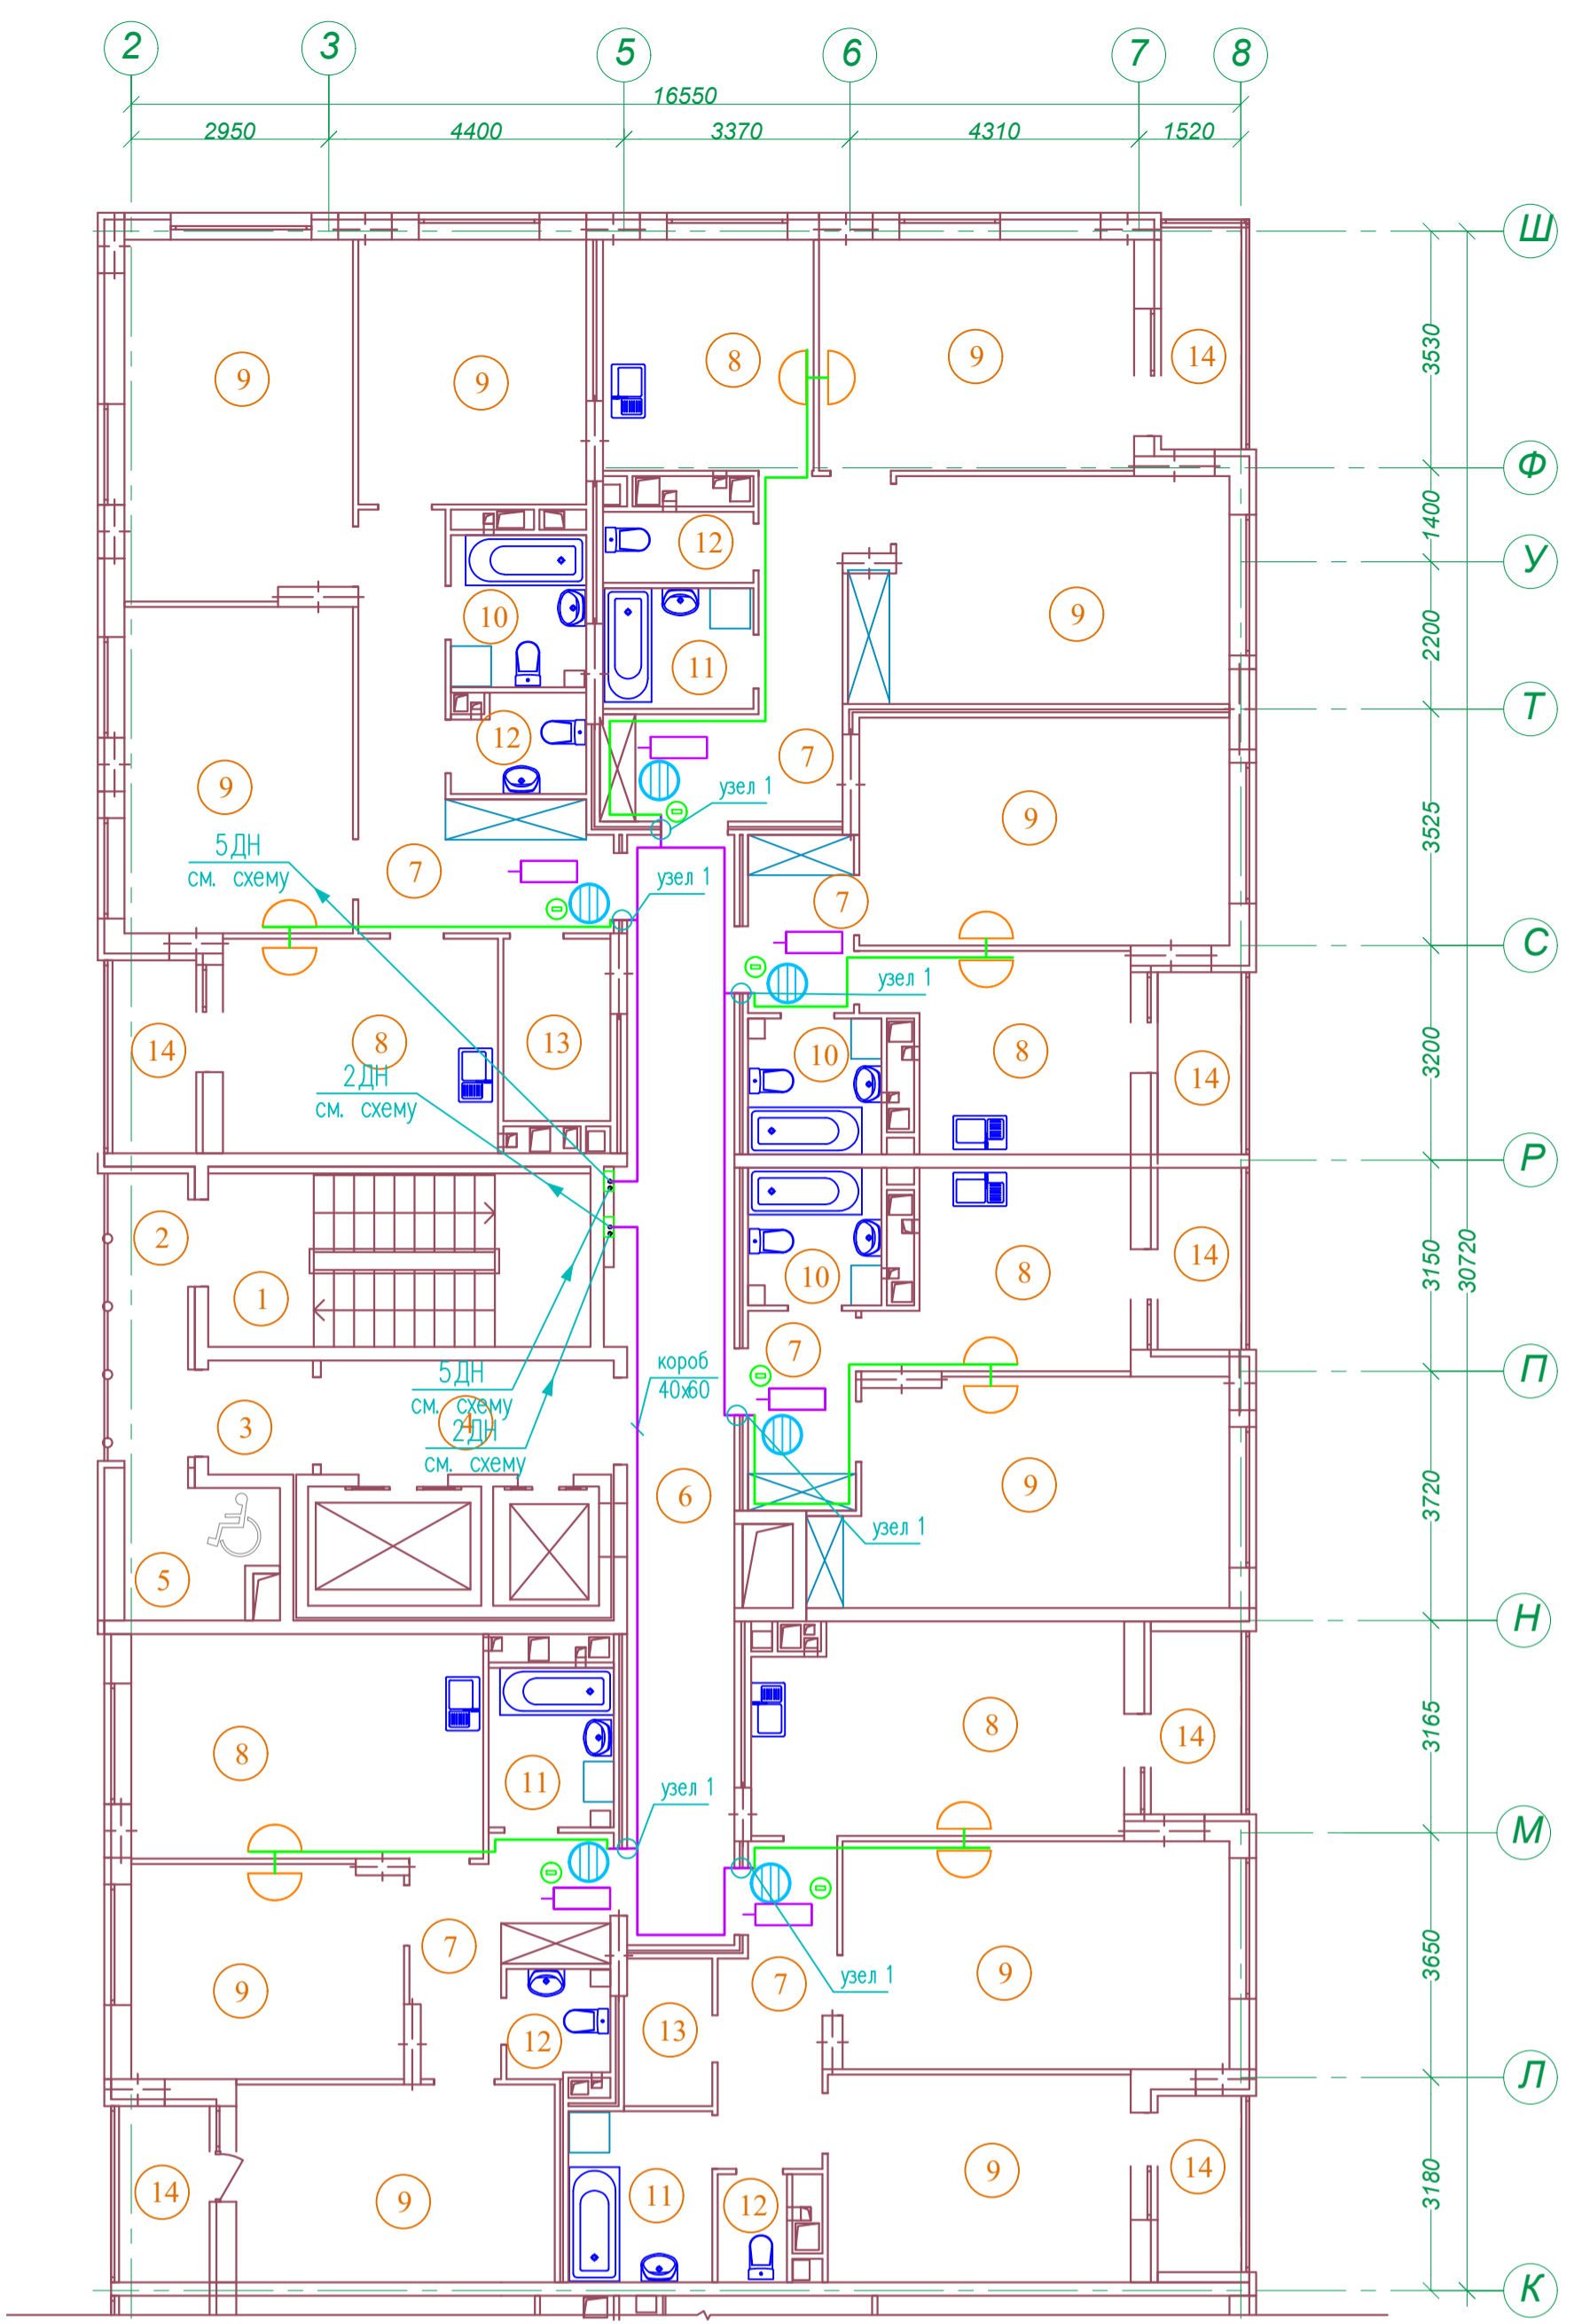 2 3 5 6 7 8
16550
2950 4400 3370 4310 1520
Ш
9 9 8 9 14
3530
Ф
1400
12
У
10 9
2200
11
12
Т
7
9
узел 1
9
3525
5ДН
см. схему
7
узел 1
7
С
узел 1
14 8 13 10 8 14
3200
2ДН
см. схему
Р
2
14
10 8
3150
30720
1
7
короб
40х60
П
5ДН
см. схему
3 4
2ДН
см. схему
6 9
3720
узел 1
5
Н
8 11 8 14
3165
узел 1
М
7
9
7 9
3650
узел 1
12 13
Л
14 9 11 12 9 14
3180
К